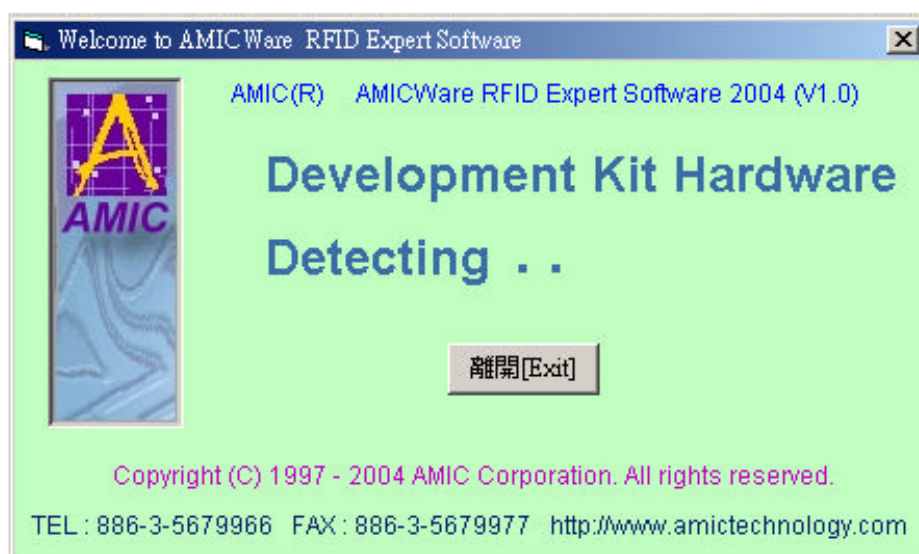 Welcome to AMICWare RFID Expert Software
AMIC(R) AMICWare RFID Expert Software 2004 (V1.0)
AMIC
Development Kit Hardware
Detecting . .
離開[Exit]
Copyright (C) 1997 - 2004 AMIC Corporation. All rights reserved.
TEL : 886-3-5679966 FAX : 886-3-5679977 http://www.amictechnology.com